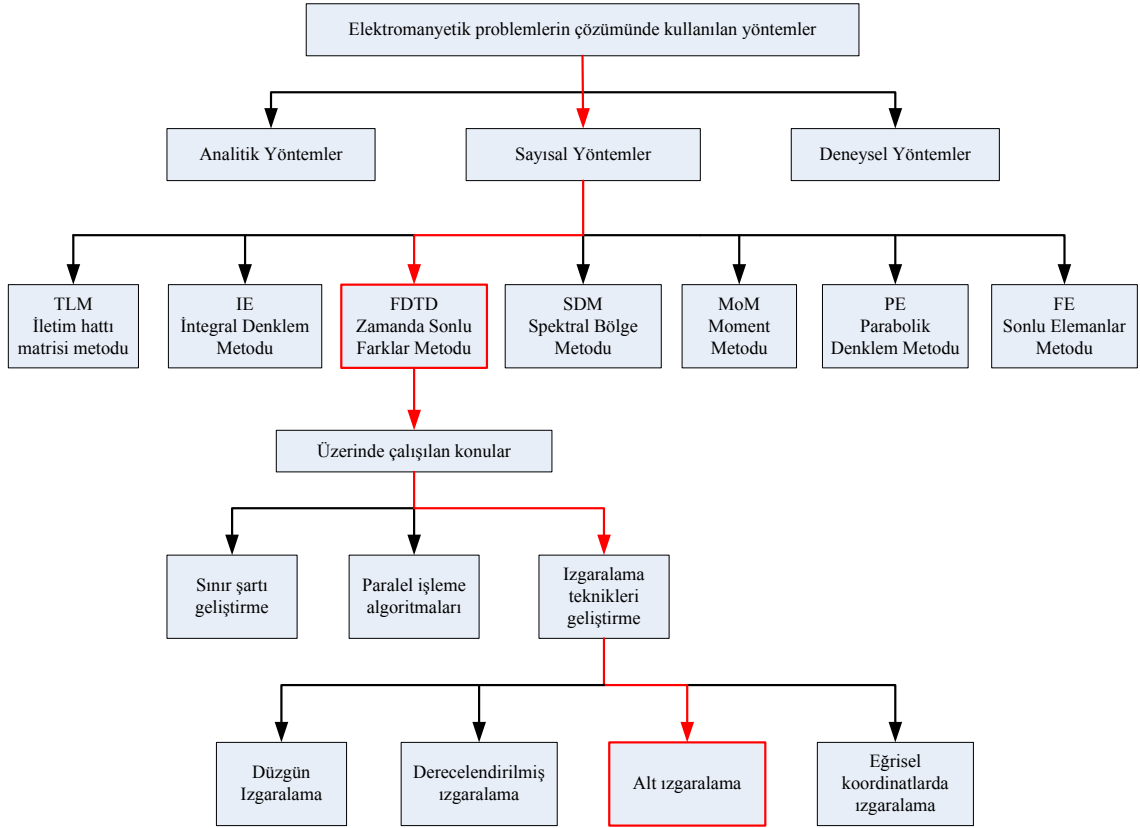 Elektromanyetik problemlerin çözümünde kullanılan yöntemler
Analitik Yöntemler
Sayısal Yöntemler
Deneysel Yöntemler
TLM
İletim hattı
matrisi metodu
IE
İntegral Denklem
Metodu
FDTD
Zamanda Sonlu
Farklar Metodu
SDM
Spektral Bölge
Metodu
MoM
Moment
Metodu
PE
Parabolik
Denklem Metodu
FE
Sonlu Elemanlar
Metodu
Üzerinde çalışılan konular
Sınır şartı
geliştirme
Paralel işleme
algoritmaları
Izgaralama
teknikleri
geliştirme
Düzgün
Izgaralama
Derecelendirilmiş
ızgaralama
Alt ızgaralama
Eğrisel
koordinatlarda
ızgaralama